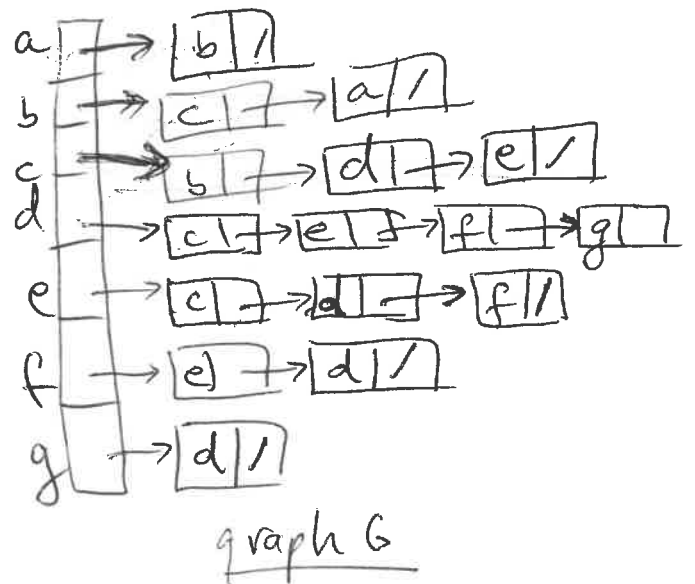 a b /
b c a /
c b d e /
d c e f g
e c d f /
f e d /
g d /
graph G